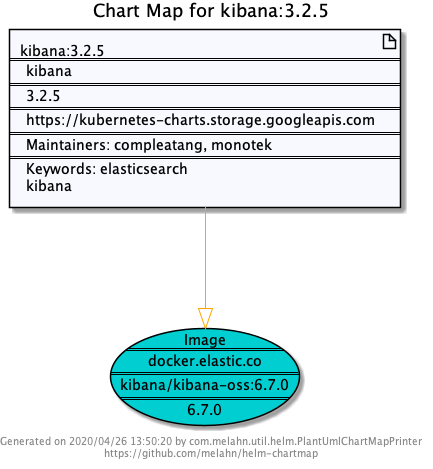 Chart Map for kibana:3.2.5
kibana:3.2.5
kibana
3.2.5
https://kubernetes-charts.storage.googleapis.com
Maintainers: compleatang, monotek
Keywords: elasticsearch
kibana
Image
docker.elastic.co
kibana/kibana-oss:6.7.0
6.7.0
Generated on 2020/04/26 13:50:20 by com.melahn.util.helm.PlantUmlChartMapPrinter
https://github.com/melahn/helm-chartmap